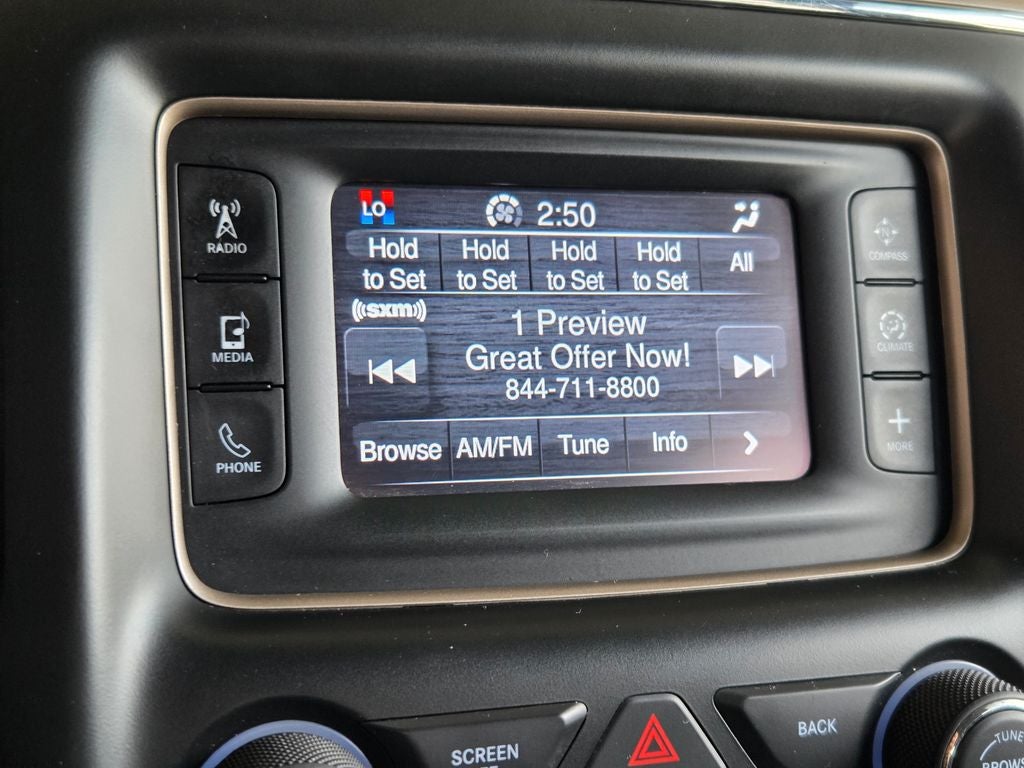 RADIO
MEDIA
PHONE
LO
2:50
Hold to Set
Hold to Set
Hold to Set
Hold to Set
All
((sxm))
1 Preview
Great Offer Now!
844-711-8800
Browse
AM/FM
Tune
Info
N
COMPASS
CLIMATE
MORE
SCREEN
BACK
TUNE